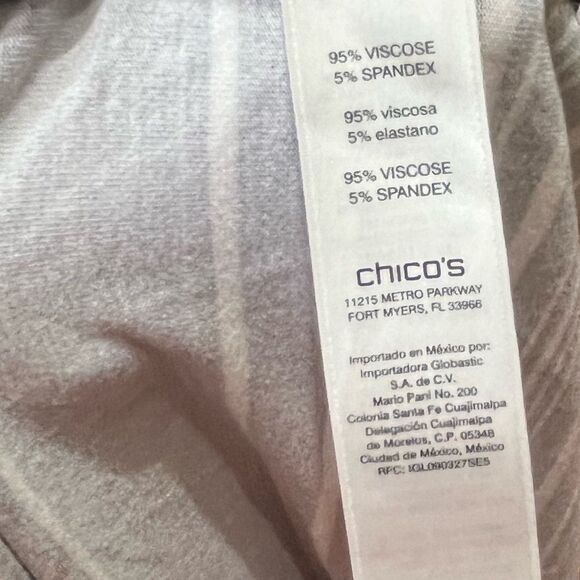 95% VISCOSE
5% SPANDEX
95% viscosa
5% elastano
95% VISCOSE
5% SPANDEX
chico's
11215 METRO PARKWAY
FORT MYERS, FL 33966
Importado en México por:
Importadora Globastic
S.A. de C.V.
Mario Pani No. 200
Colonia Santa Fe Cuajimalpa
Delegación Cuajimalpa
de Morelos, C.P. 05348
Ciudad de México, México
RFC: IGL090327SE5